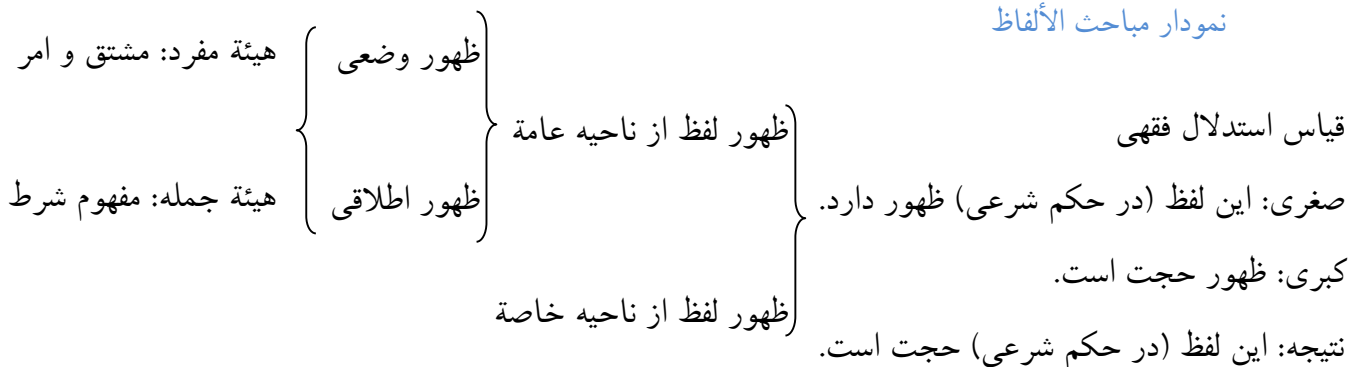 نمودار مباحث الألفاظ
قیاس استدلال فقهی
صغری: این لفظ (در حکم شرعی) ظهور دارد.
کبری: ظهور حجت است.
نتیجه: این لفظ (در حکم شرعی) حجت است.
ظهور لفظ از ناحیه عامة
ظهور لفظ از ناحیه خاصة
ظهور وضعی
ظهور اطلاقی
هيئة مفرد: مشتق و امر
هيئة جمله: مفهوم شرط